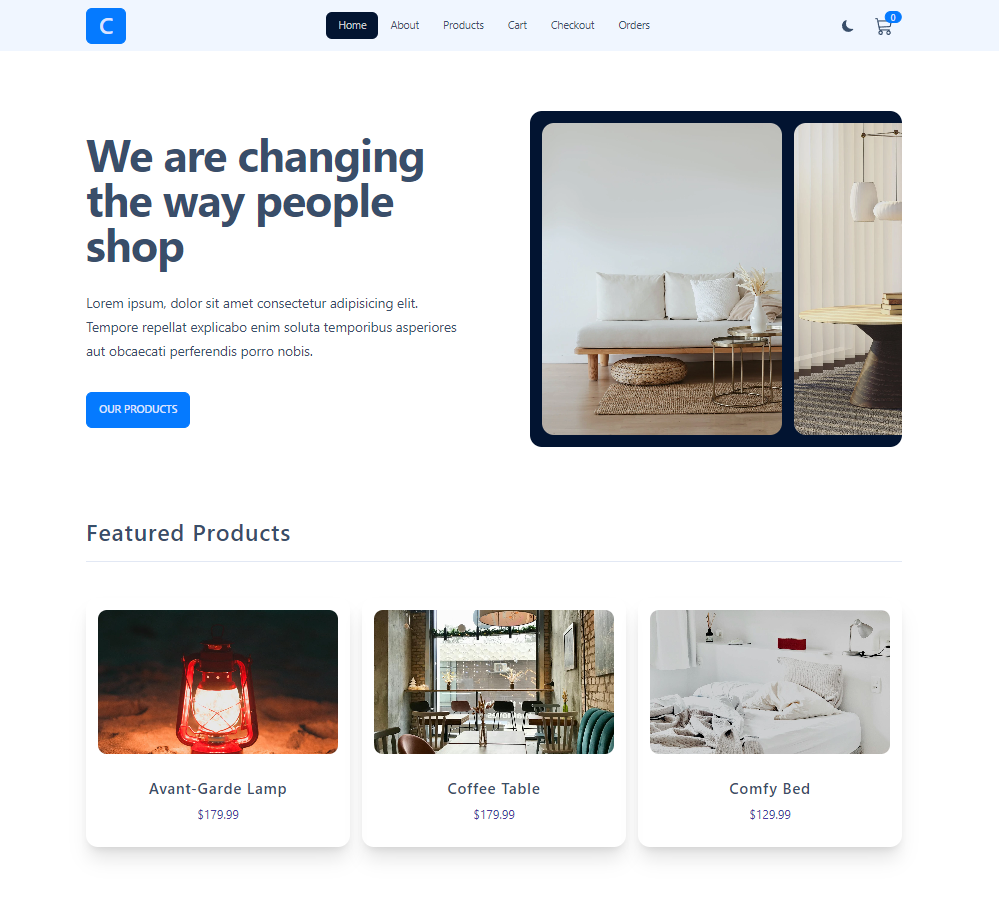 C
Home About Products Cart Checkout Orders
0
We are changing
the way people
shop
Lorem ipsum, dolor sit amet consectetur adipisicing elit.
Tempore repellat explicabo enim soluta temporibus asperiores
aut obcaecati perferendis porro nobis.
OUR PRODUCTS
Featured Products
Avant-Garde Lamp
$179.99
Coffee Table
$179.99
Comfy Bed
$129.99